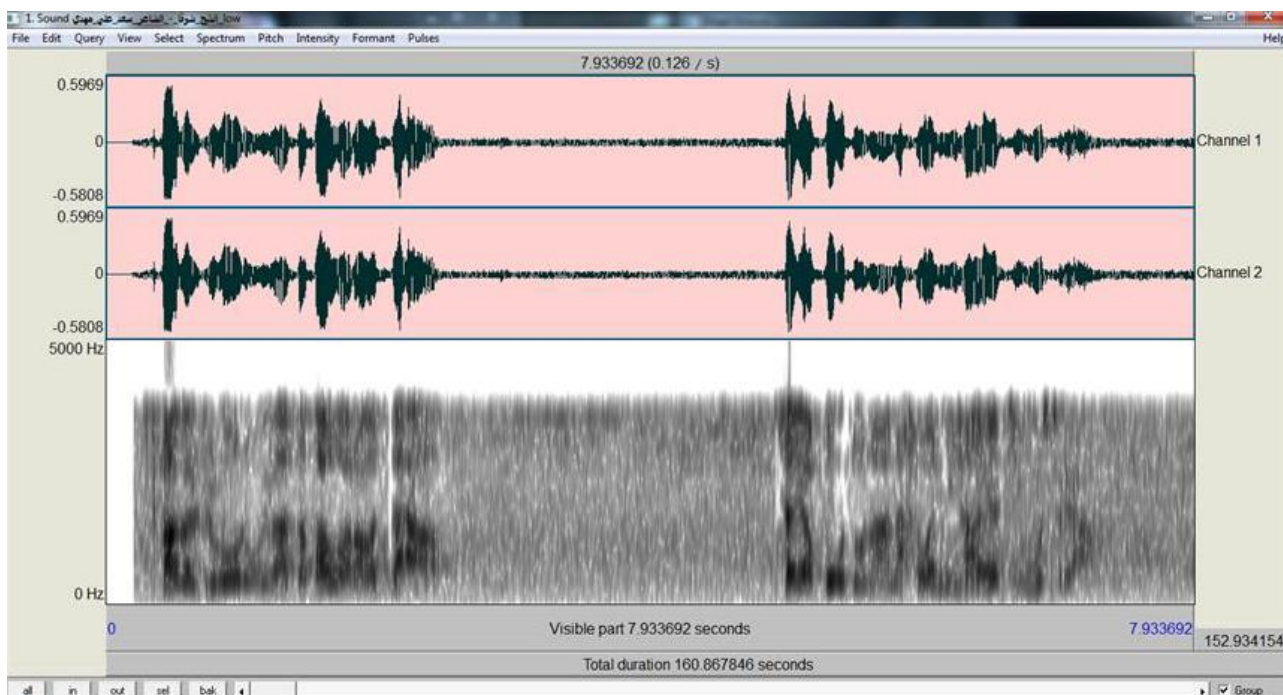 1. Sound انشج_شوقا_-_الشاعر_سعد_علي_مهدي_low
File Edit Query View Select Spectrum Pitch Intensity Formant Pulses Help
7.933692 (0.126 / s)
0.5969
0
-0.5808
Channel 1
0.5969
0
-0.5808
Channel 2
5000 Hz
0 Hz
0 Visible part 7.933692 seconds 7.933692
152.934154
Total duration 160.867846 seconds
all in out sel bak Group